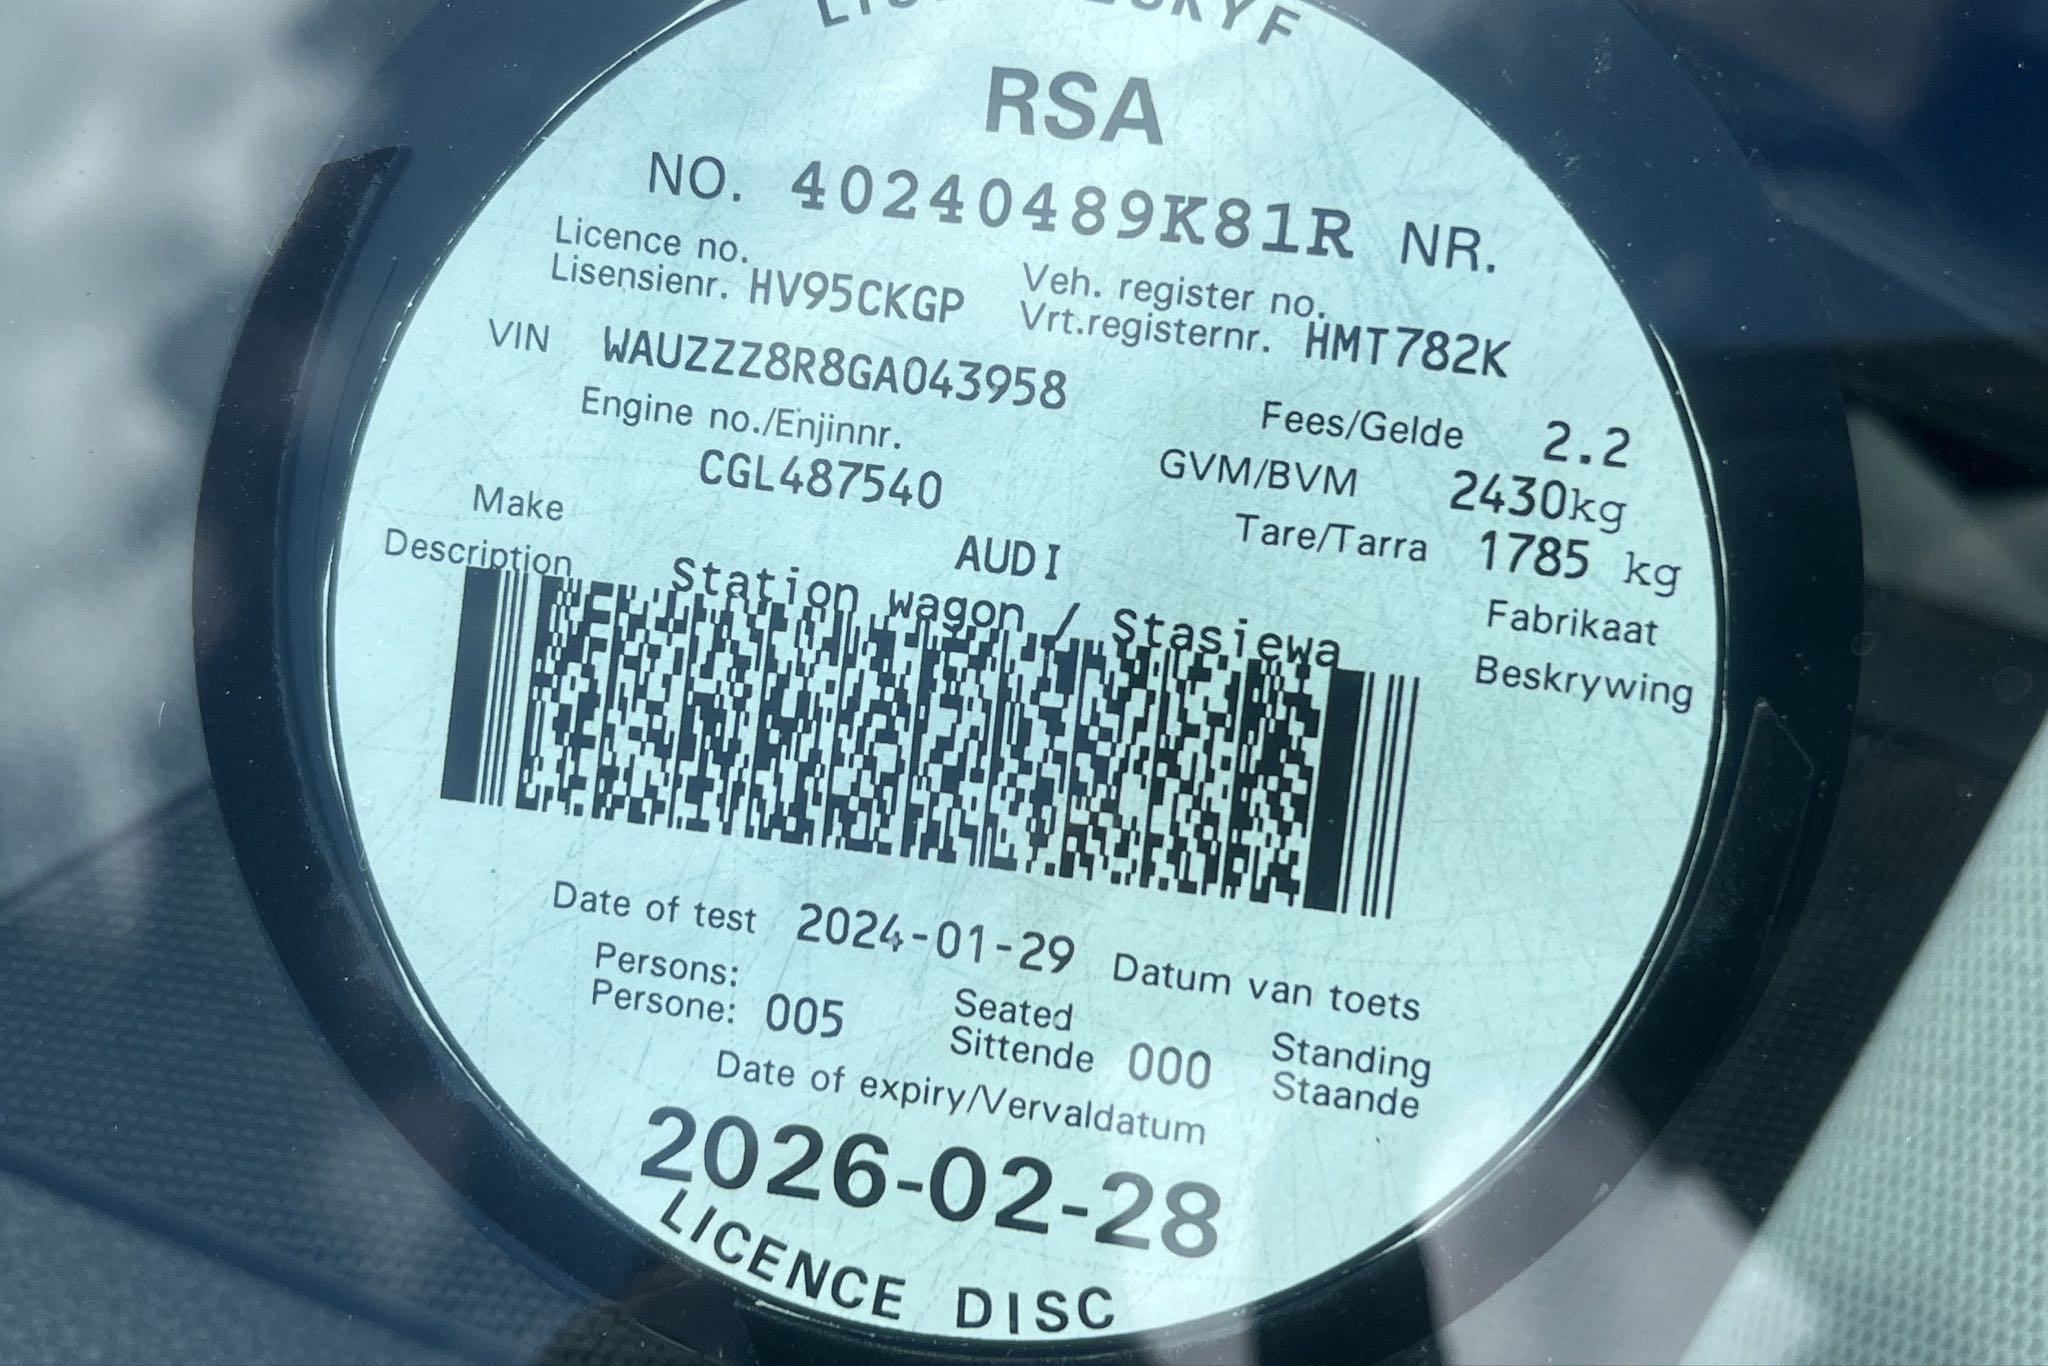 RSA
NO. 40240489K81R NR.
Licence no.
Lisensienr. HV95CKGP
Veh. register no.
Vrt.registernr. HMT782K
VIN WAUZZZ8R8GA043958
Engine no./Enjinnr.
CGL487540
Fees/Gelde 2.2
GVM/BVM 2430kg
Tare/Tarra 1785 kg
Make AUDI Fabrikaat
Description Station wagon / Stasiewa Beskrywing
Date of test 2024-01-29 Datum van toets
Persons:
Persone: 005
Seated
Sittende 000
Standing
Staande
Date of expiry/Vervaldatum
2026-02-28
LICENCE DISC